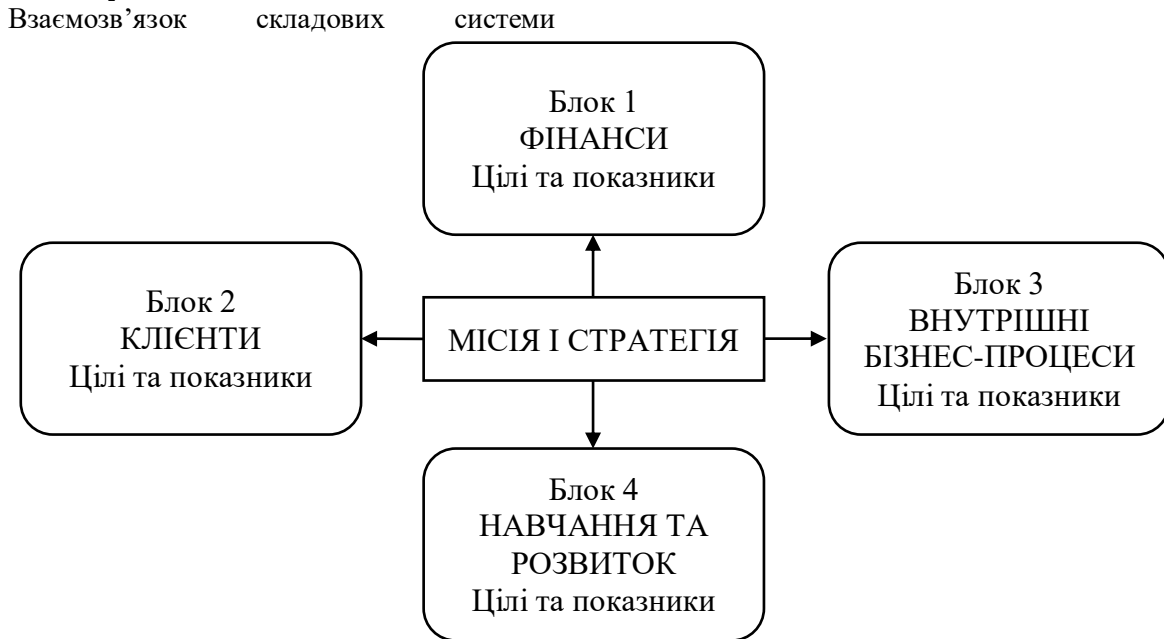 Взаємозв’язок складових системи
Блок 1
ФІНАНСИ
Цілі та показники
Блок 2
КЛІЄНТИ
Цілі та показники
МІСІЯ І СТРАТЕГІЯ
Блок 3
ВНУТРІШНІ
БІЗНЕС-ПРОЦЕСИ
Цілі та показники
Блок 4
НАВЧАННЯ ТА
РОЗВИТОК
Цілі та показники